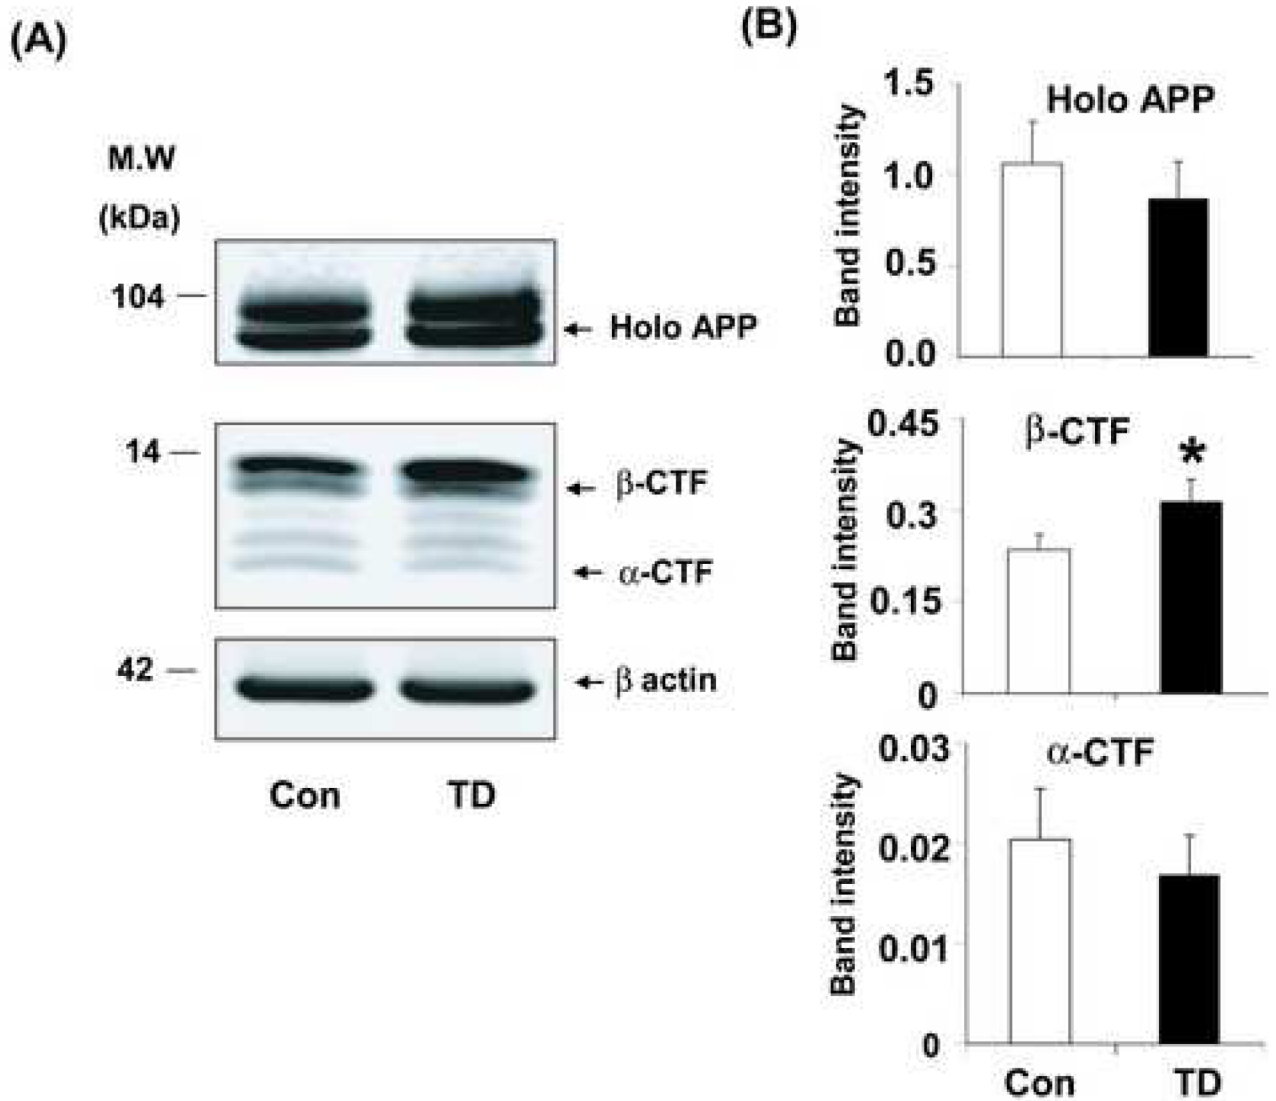 (A)
M.W
(kDa)
104
Holo APP
14
β-CTF
α-CTF
42
β actin
Con TD
(B)
Holo APP
Band intensity
1.5
1.0
0.5
0.0
β-CTF
*
Band intensity
0.45
0.3
0.15
0
α-CTF
Band intensity
0.03
0.02
0.01
0
Con TD